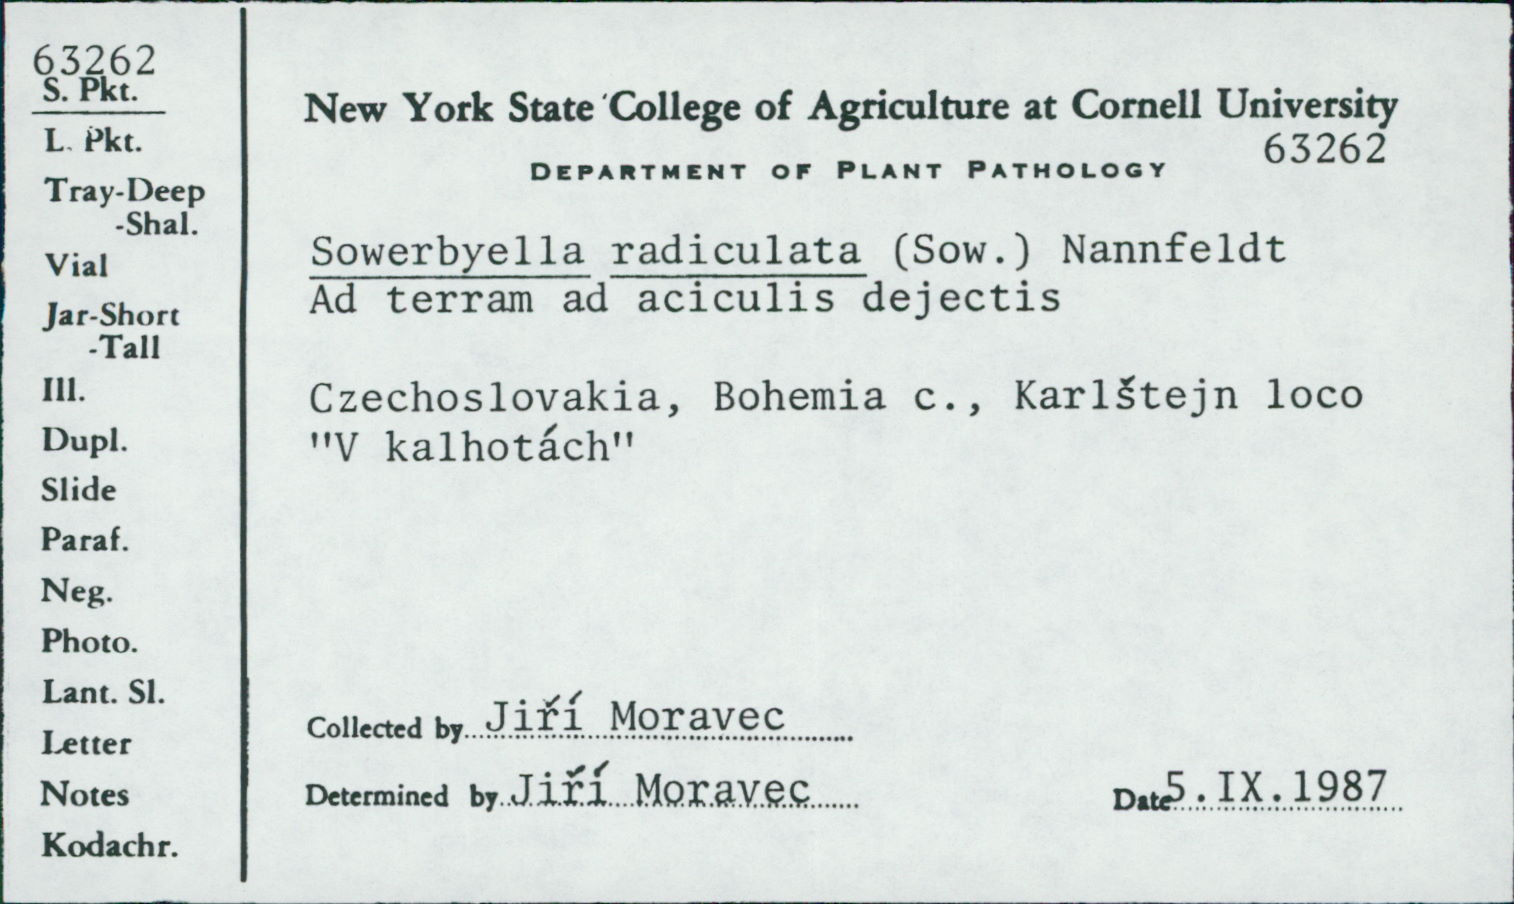 63262
S. Pkt.
L. Pkt.
Tray-Deep
-Shal.
Vial
Jar-Short
-Tall
Ill.
Dupl.
Slide
Paraf.
Neg.
Photo.
Lant. Sl.
Letter
Notes
Kodachr.
New York State College of Agriculture at Cornell University
63262
DEPARTMENT OF PLANT PATHOLOGY
Sowerbyella radiculata (Sow.) Nannfeldt
Ad terram ad aciculis dejectis
Czechoslovakia, Bohemia c., Karlštejn loco
"V kalhotách"
Collected by Jiří Moravec
Determined by Jiří Moravec
Date 5.IX.1987